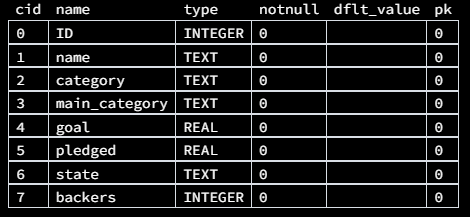 cid name type notnull dflt_value pk
0 ID INTEGER 0 0
1 name TEXT 0 0
2 category TEXT 0 0
3 main_category TEXT 0 0
4 goal REAL 0 0
5 pledged REAL 0 0
6 state TEXT 0 0
7 backers INTEGER 0 0